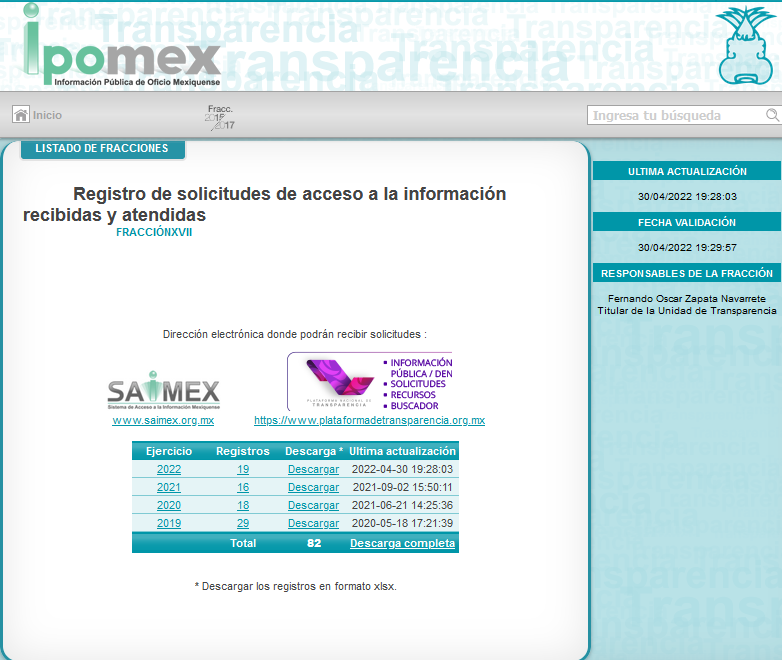 ipomex
Información Pública de Oficio Mexiquense
Inicio
Fracc.
2017
Ingresa tu búsqueda
LISTADO DE FRACCIONES
Registro de solicitudes de acceso a la información
recibidas y atendidas
FRACCIÓNXVII
ULTIMA ACTUALIZACIÓN
30/04/2022 19:28:03
FECHA VALIDACIÓN
30/04/2022 19:29:57
RESPONSABLES DE LA FRACCIÓN
Fernando Oscar Zapata Navarrete
Titular de la Unidad de Transparencia
Dirección electrónica donde podrán recibir solicitudes :
SAIMEX
Sistema de Acceso a la Información Mexiquense
www.saimex.org.mx
PLATAFORMA NACIONAL DE
TRANSPARENCIA
INFORMACIÓN
PÚBLICA / DEN
SOLICITUDES
RECURSOS
BUSCADOR
https://www.plataformadetransparencia.org.mx
Ejercicio Registros Descarga * Ultima actualización
2022 19 Descargar 2022-04-30 19:28:03
2021 16 Descargar 2021-09-02 15:50:11
2020 18 Descargar 2021-06-21 14:25:36
2019 29 Descargar 2020-05-18 17:21:39
Total 82 Descarga completa
* Descargar los registros en formato xlsx.